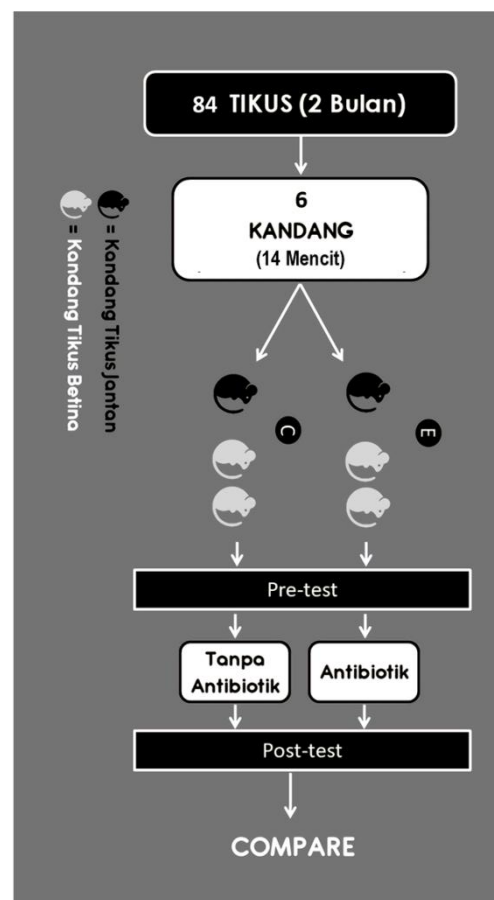 84 TIKUS (2 Bulan)
6
KANDANG
(14 Mencit)
= Kandang Tikus Jantan
= Kandang Tikus Betina
C
E
Pre-test
Tanpa
Antibiotik
Antibiotik
Post-test
COMPARE